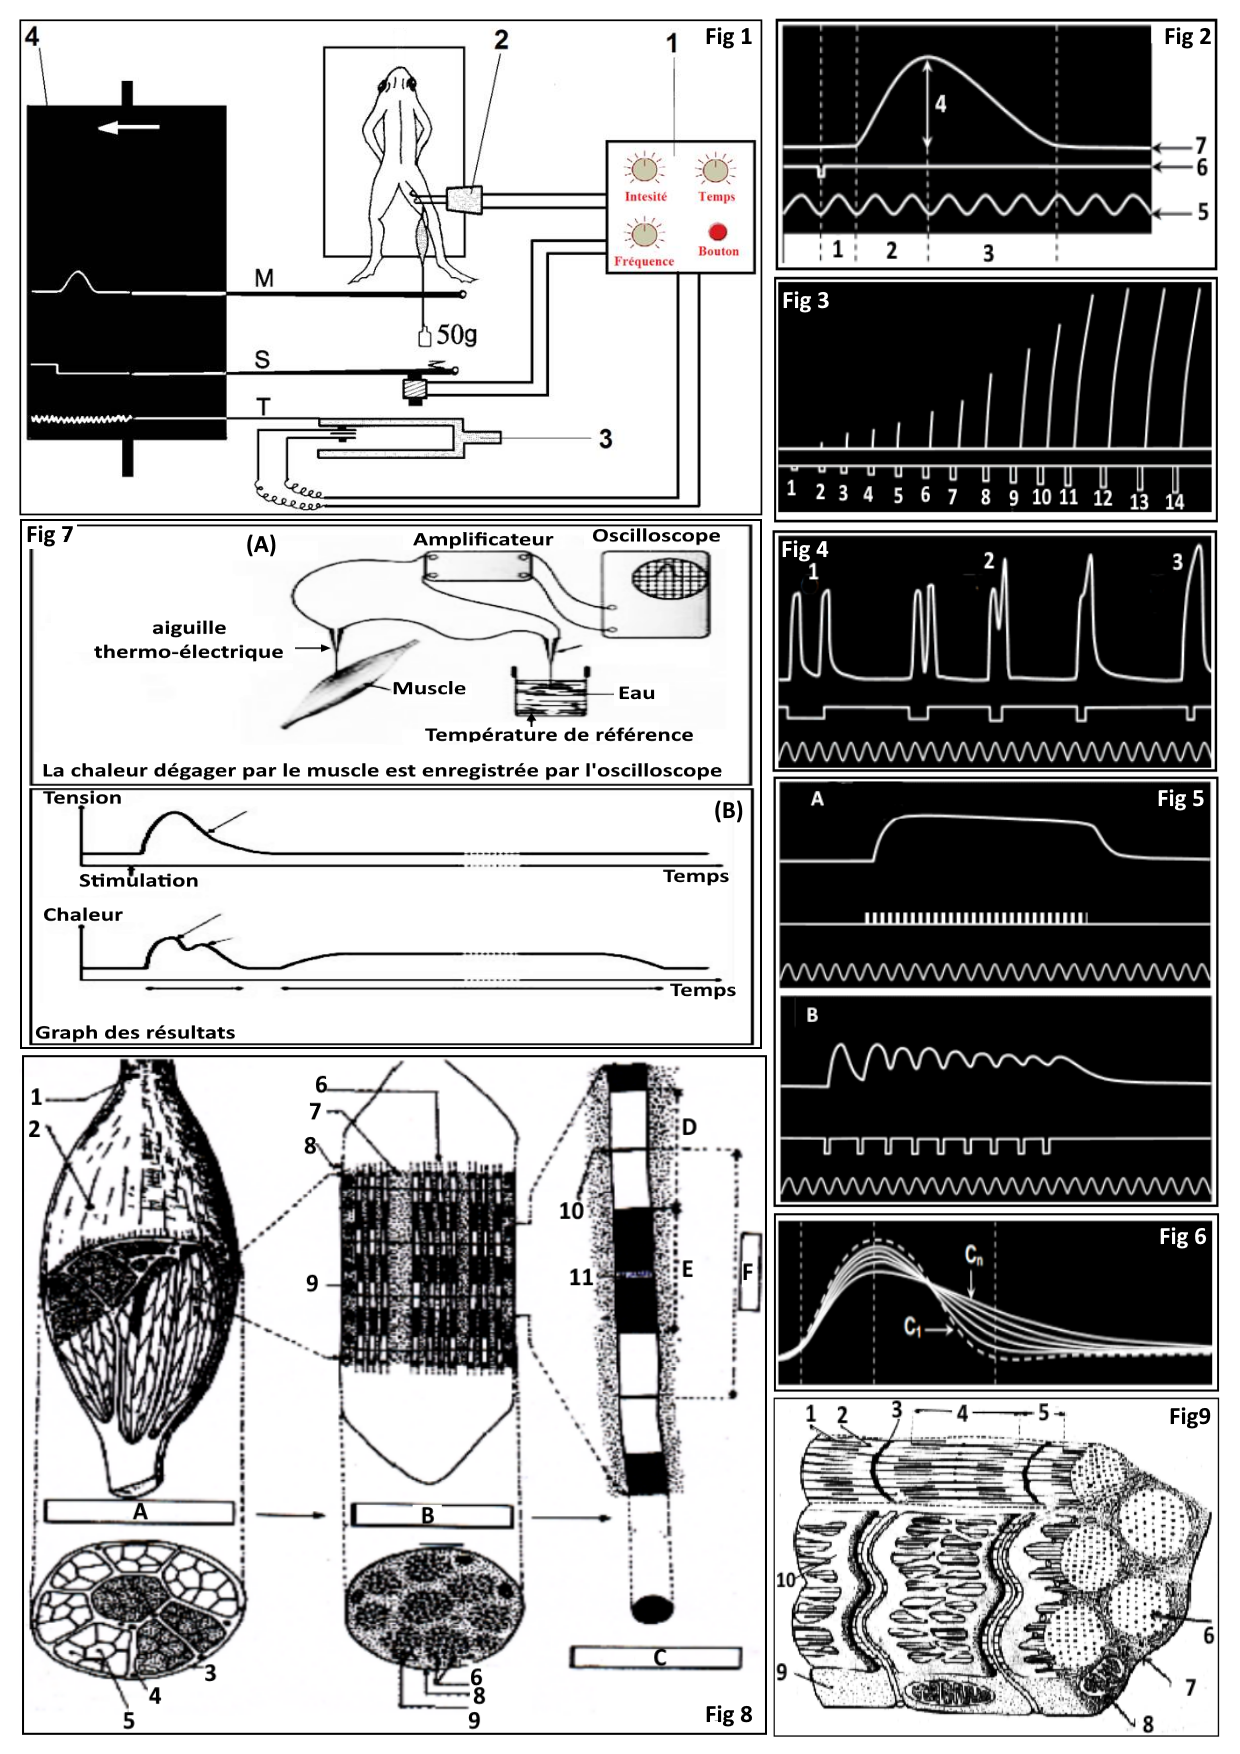 Fig 1
4
2
1
Intesité
Temps
Fréquence
Bouton
M
50g
S
T
3
Fig 2
4
7
6
5
1
2
3
Fig 3
1
2
3
4
5
6
7
8
9
10
11
12
13
14
Fig 4
1
2
3
Fig 7
(A)
Amplificateur
Oscilloscope
aiguille
thermo-électrique
Muscle
Eau
Température de référence
La chaleur dégager par le muscle est enregistrée par l'oscilloscope
Tension
(B)
Stimulation
Temps
Chaleur
Temps
Graph des résultats
Fig 5
A
B
Fig 6
Cn
C1
1
2
6
7
8
9
10
11
D
E
F
A
B
C
3
4
5
6
8
9
Fig 8
Fig9
1
2
3
4
5
10
9
6
7
8